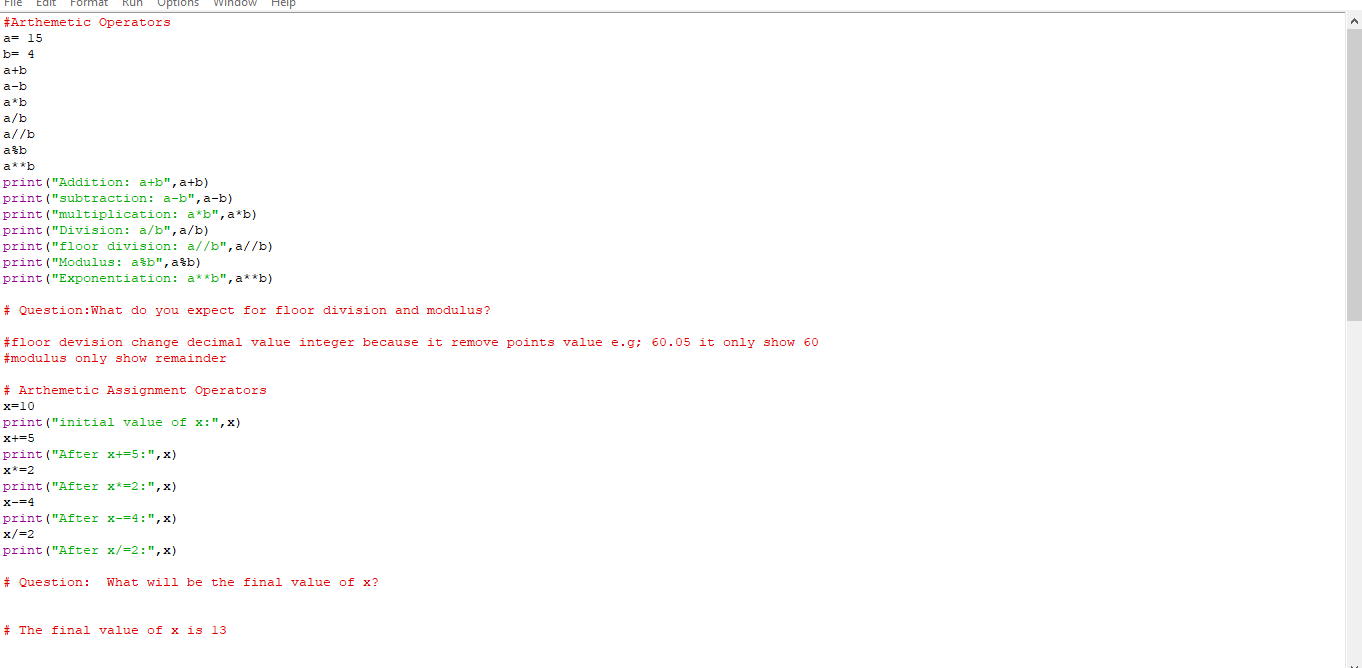 File Edit Format Run Options Window Help
#Arthemetic Operators
a= 15
b= 4
a+b
a-b
a*b
a/b
a//b
a%b
a**b
print("Addition: a+b",a+b)
print("subtraction: a-b",a-b)
print("multiplication: a*b",a*b)
print("Division: a/b",a/b)
print("floor division: a//b",a//b)
print("Modulus: a%b",a%b)
print("Exponentiation: a**b",a**b)
# Question:What do you expect for floor division and modulus?
#floor devision change decimal value integer because it remove points value e.g; 60.05 it only show 60
#modulus only show remainder
# Arthemetic Assignment Operators
x=10
print("initial value of x:",x)
x+=5
print("After x+=5:",x)
x*=2
print("After x*=2:",x)
x-=4
print("After x-=4:",x)
x/=2
print("After x/=2:",x)
# Question:  What will be the final value of x?
# The final value of x is 13